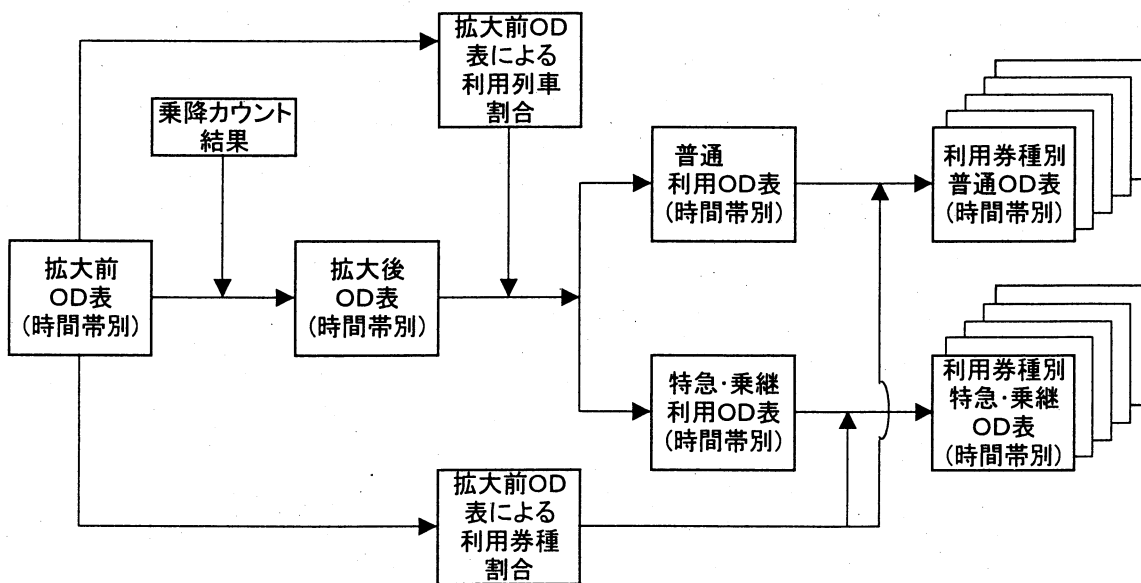 拡大前OD
表による
利用列車
割合
乗降カウント
結果
普通
利用OD表
(時間帯別)
利用券種別
普通OD表
(時間帯別)
拡大前
OD表
(時間帯別)
拡大後
OD表
(時間帯別)
特急・乗継
利用OD表
(時間帯別)
利用券種別
特急・乗継
OD表
(時間帯別)
拡大前OD
表による
利用券種
割合